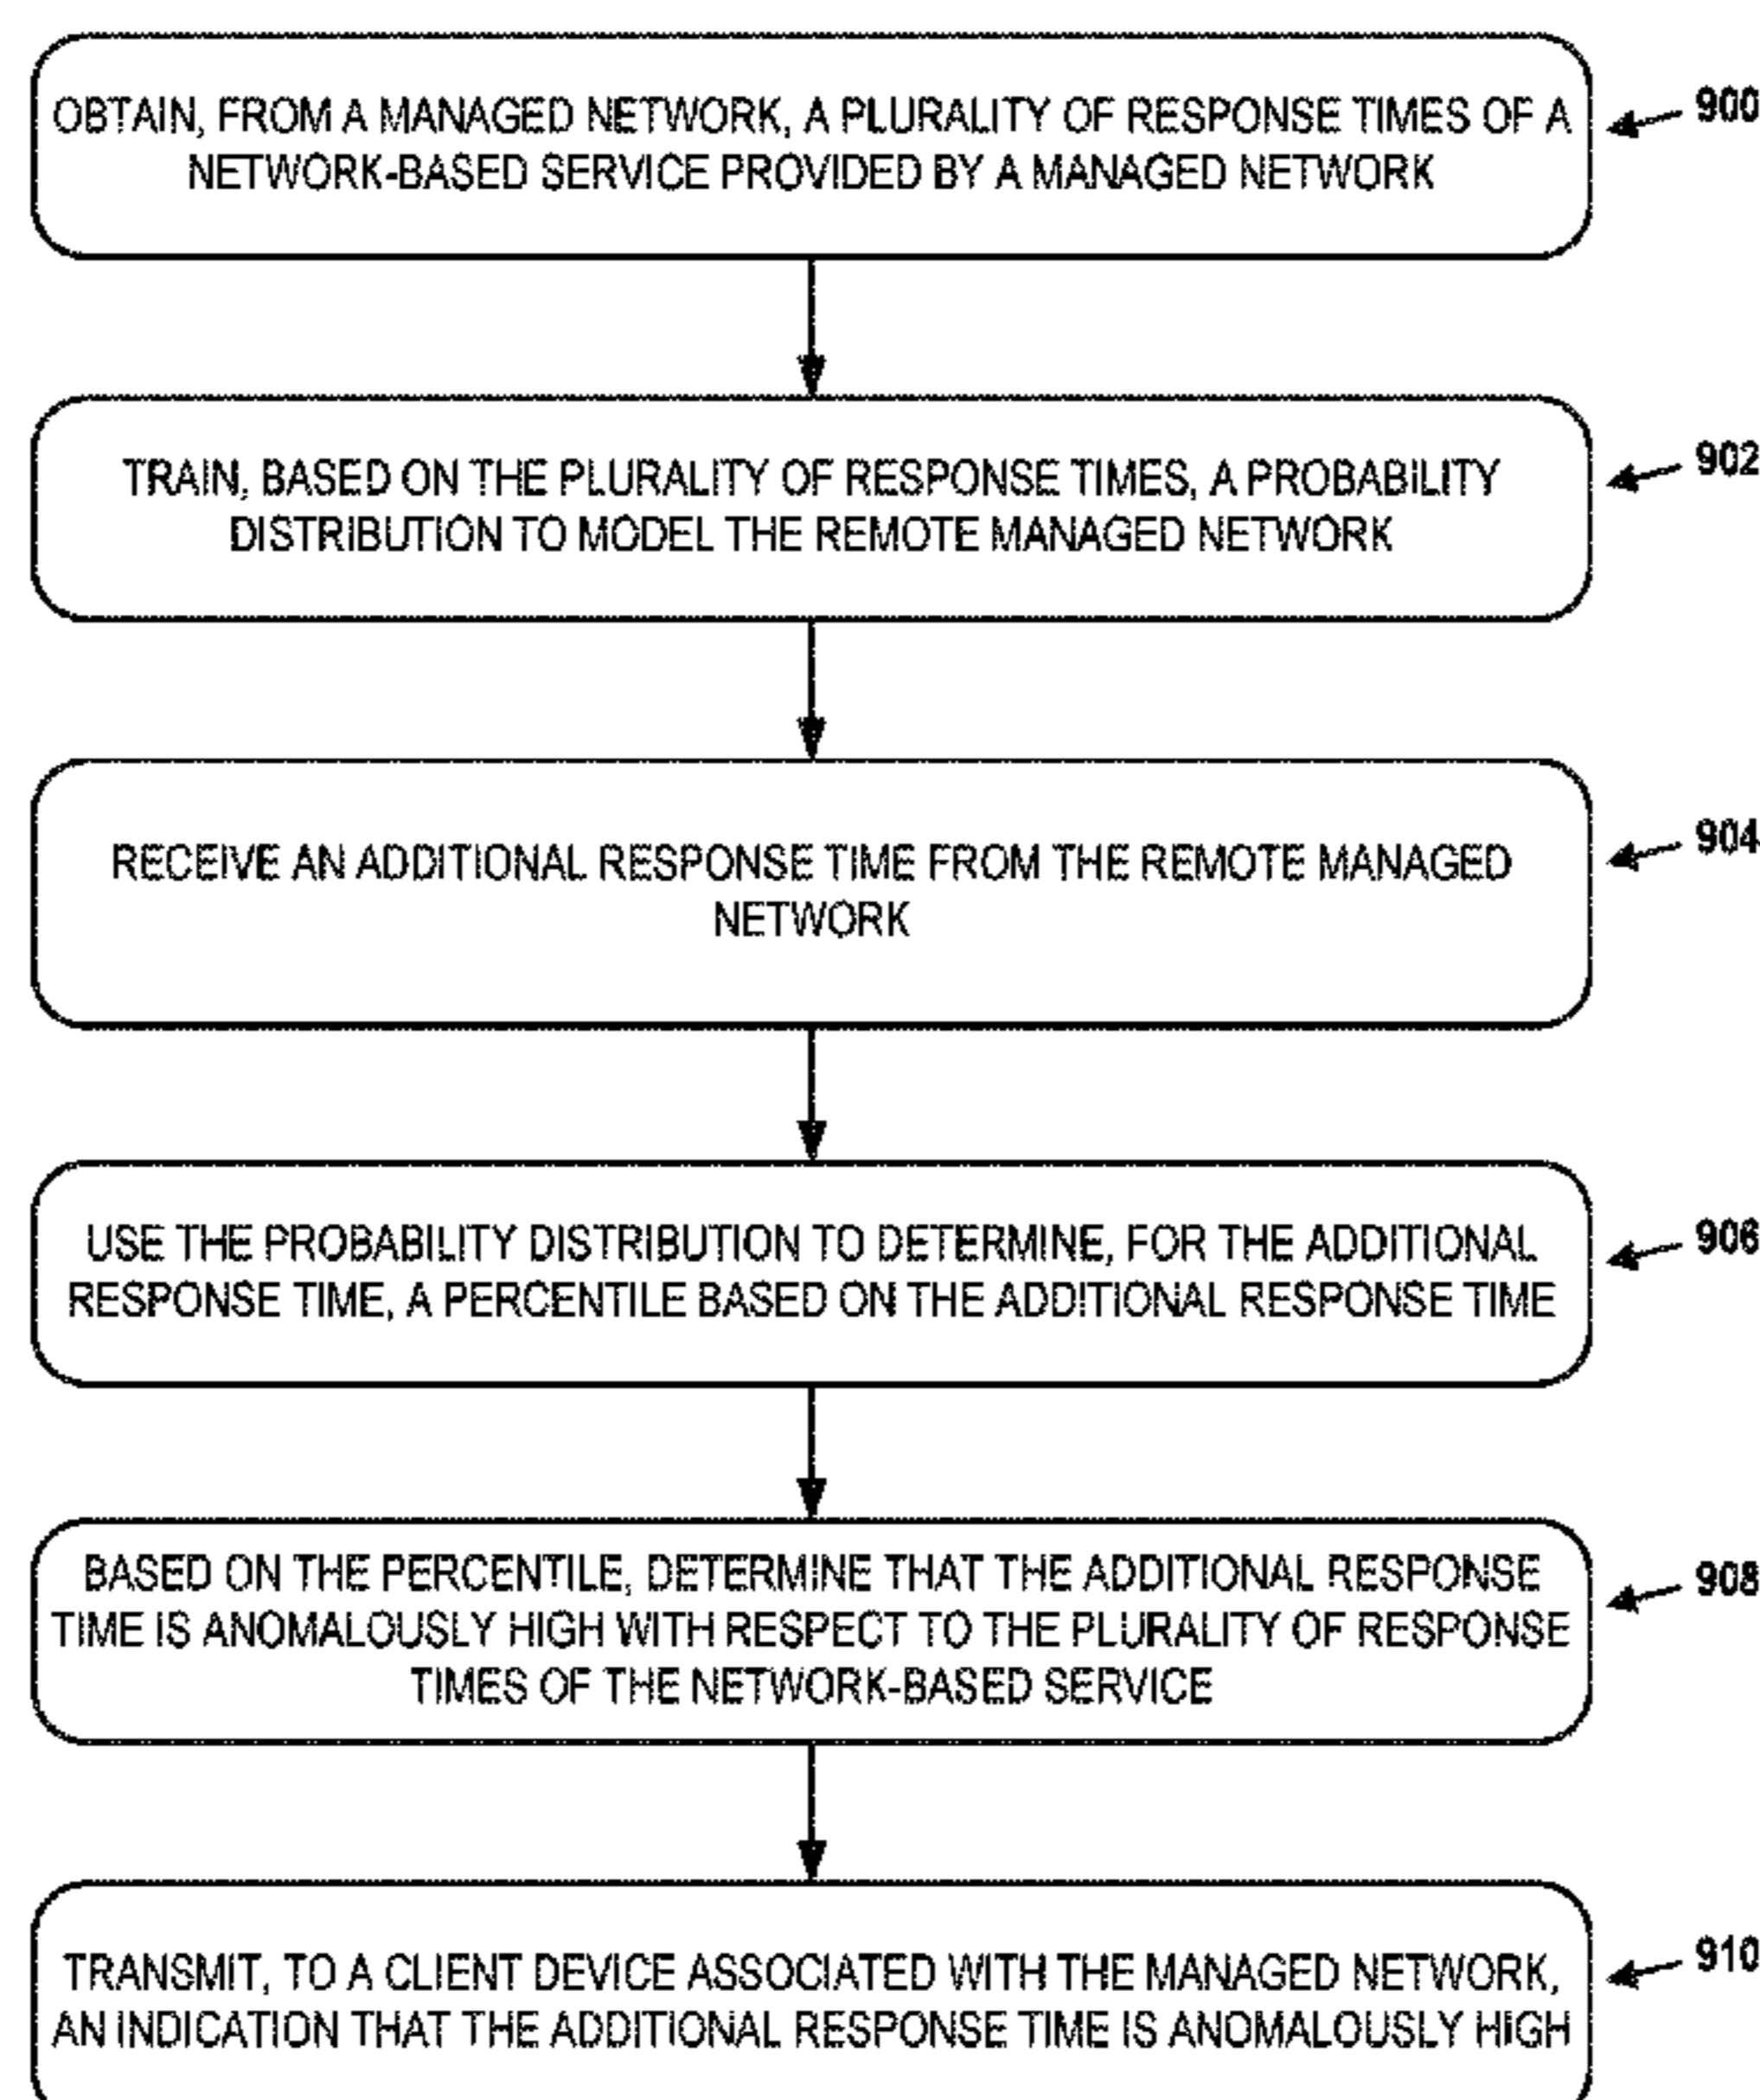 OBTAIN, FROM A MANAGED NETWORK, A PLURALITY OF RESPONSE TIMES OF A
NETWORK-BASED SERVICE PROVIDED BY A MANAGED NETWORK
900
TRAIN, BASED ON THE PLURALITY OF RESPONSE TIMES, A PROBABILITY
DISTRIBUTION TO MODEL THE REMOTE MANAGED NETWORK
902
RECEIVE AN ADDITIONAL RESPONSE TIME FROM THE REMOTE MANAGED
NETWORK
904
USE THE PROBABILITY DISTRIBUTION TO DETERMINE, FOR THE ADDITIONAL
RESPONSE TIME, A PERCENTILE BASED ON THE ADDITIONAL RESPONSE TIME
906
BASED ON THE PERCENTILE, DETERMINE THAT THE ADDITIONAL RESPONSE
TIME IS ANOMALOUSLY HIGH WITH RESPECT TO THE PLURALITY OF RESPONSE
TIMES OF THE NETWORK-BASED SERVICE
908
TRANSMIT, TO A CLIENT DEVICE ASSOCIATED WITH THE MANAGED NETWORK,
AN INDICATION THAT THE ADDITIONAL RESPONSE TIME IS ANOMALOUSLY HIGH
910